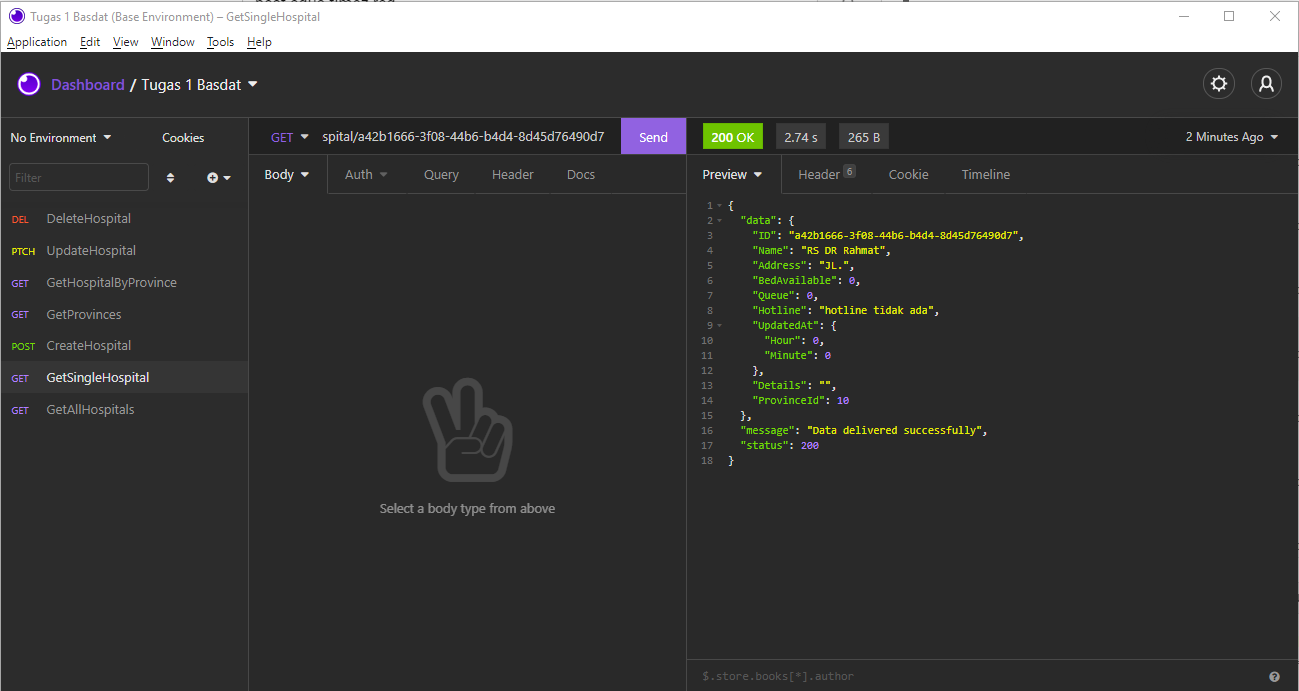 Tugas 1 Basdat (Base Environment) – GetSingleHospital
Application Edit View Window Tools Help
Dashboard / Tugas 1 Basdat
No Environment Cookies
GET spital/a42b1666-3f08-44b6-b4d4-8d45d76490d7 Send
200 OK 2.74 s 265 B 2 Minutes Ago
Filter
Body Auth Query Header Docs
Preview Header 6 Cookie Timeline
DEL DeleteHospital
PTCH UpdateHospital
GET GetHospitalByProvince
GET GetProvinces
POST CreateHospital
GET GetSingleHospital
GET GetAllHospitals
Select a body type from above
1 {
2 "data": {
3 "ID": "a42b1666-3f08-44b6-b4d4-8d45d76490d7",
4 "Name": "RS DR Rahmat",
5 "Address": "JL.",
6 "BedAvailable": 0,
7 "Queue": 0,
8 "Hotline": "hotline tidak ada",
9 "UpdatedAt": {
10 "Hour": 0,
11 "Minute": 0
12 },
13 "Details": "",
14 "ProvinceId": 10
15 },
16 "message": "Data delivered successfully",
17 "status": 200
18 }
$.store.books[*].author